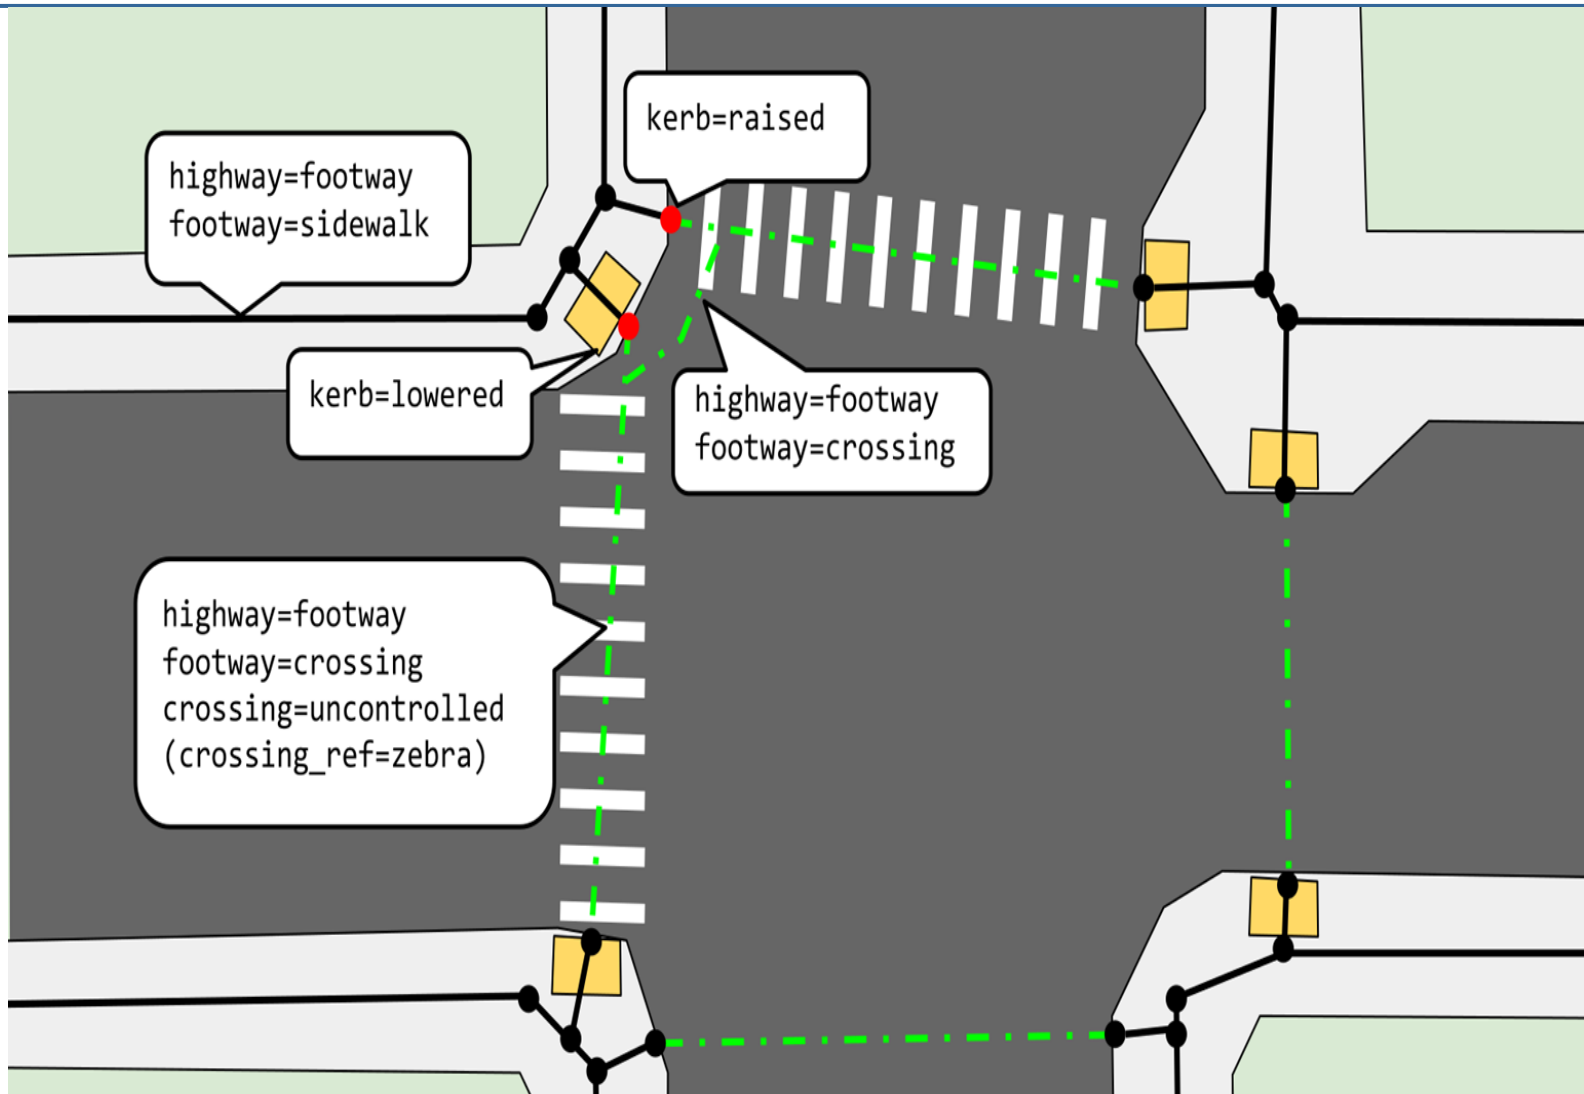 kerb=raised
highway=footway
footway=sidewalk
kerb=lowered
highway=footway
footway=crossing
highway=footway
footway=crossing
crossing=uncontrolled
(crossing_ref=zebra)